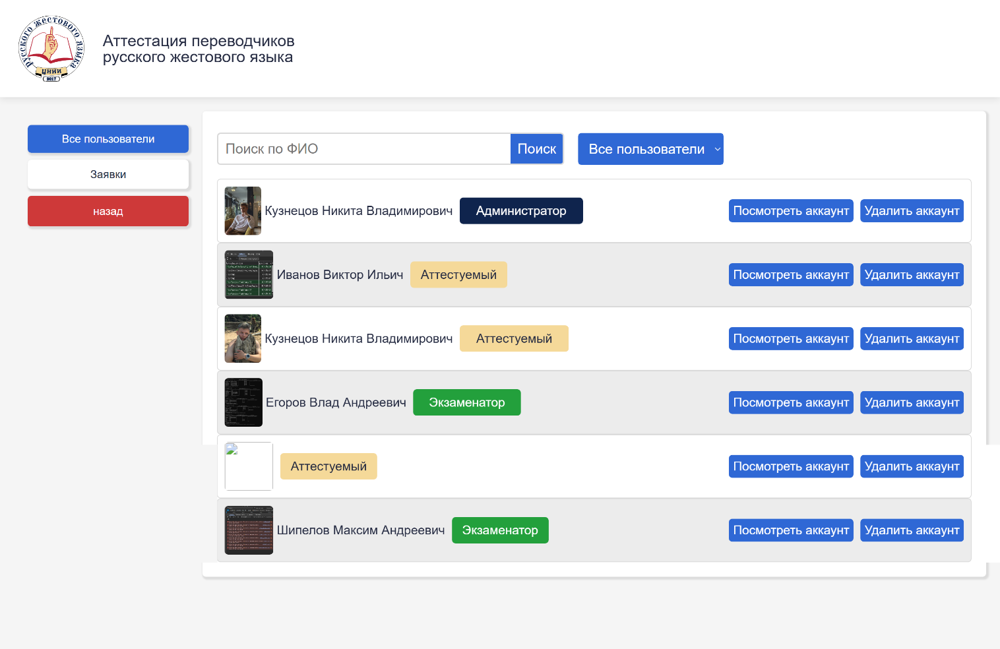 русского жестового языка
ЦНИИ
2017
Аттестация переводчиков
русского жестового языка
Все пользователи
Заявки
назад
Поиск по ФИО Поиск Все пользователи
Кузнецов Никита Владимирович Администратор Посмотреть аккаунт Удалить аккаунт
Иванов Виктор Ильич Аттестуемый Посмотреть аккаунт Удалить аккаунт
Кузнецов Никита Владимирович Аттестуемый Посмотреть аккаунт Удалить аккаунт
Егоров Влад Андреевич Экзаменатор Посмотреть аккаунт Удалить аккаунт
Аттестуемый Посмотреть аккаунт Удалить аккаунт
Шипелов Максим Андреевич Экзаменатор Посмотреть аккаунт Удалить аккаунт